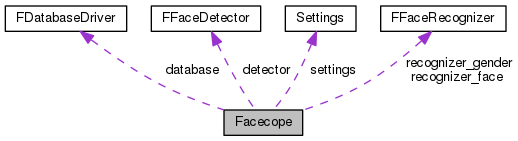 FDatabaseDriver
FFaceDetector
Settings
FFaceRecognizer
database
detector
settings
recognizer_gender
recognizer_face
Facecope